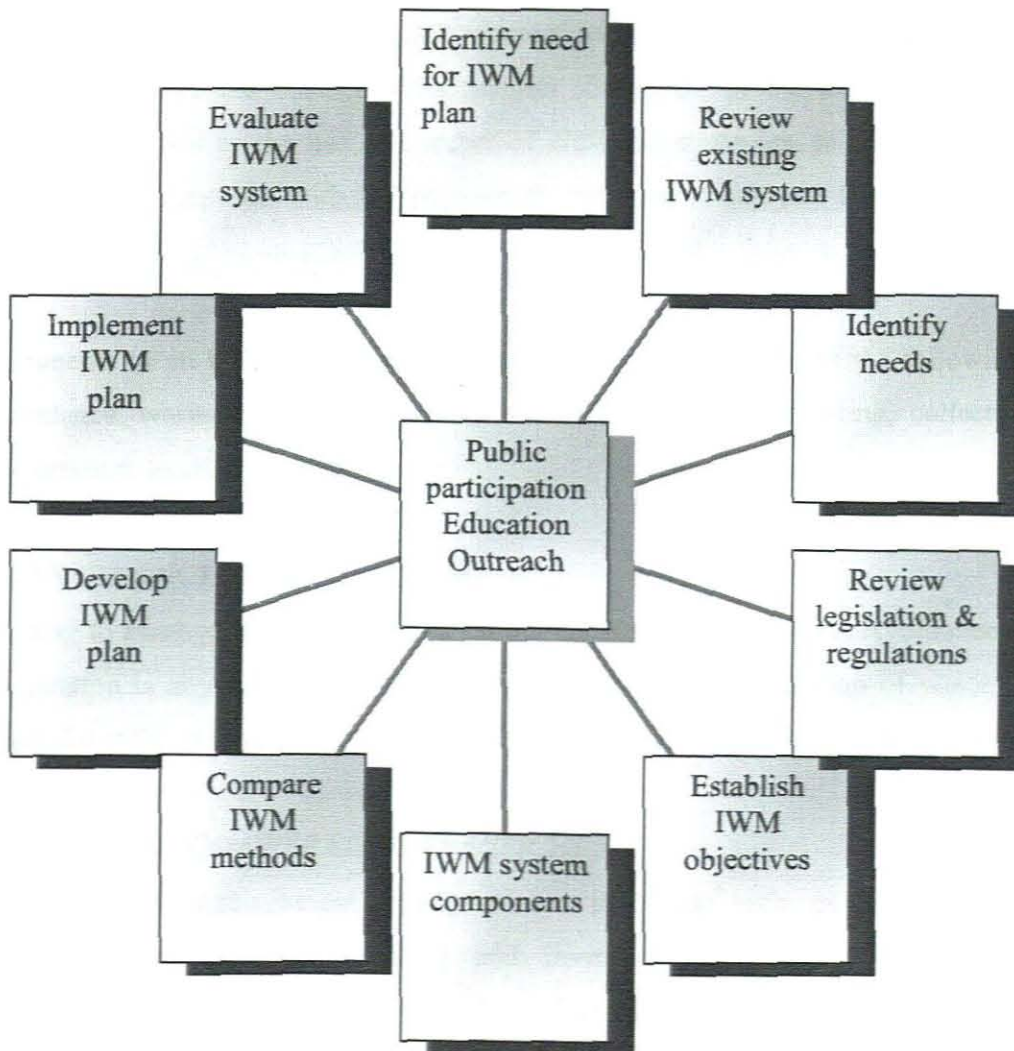 Identify need
for IWM
plan
Review
existing
IWM system
Identify
needs
Review
legislation &
regulations
Establish
IWM
objectives
IWM system
components
Compare
IWM
methods
Develop
IWM
plan
Implement
IWM
plan
Evaluate
IWM
system
Public
participation
Education
Outreach